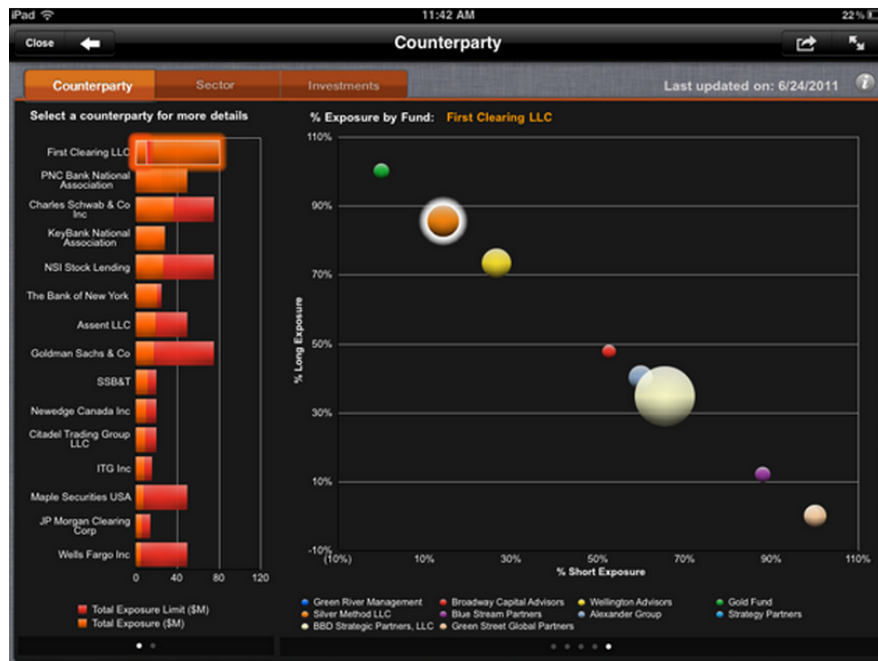 iPad 11:42 AM 22%
Close Counterparty
Counterparty Sector Investments Last updated on: 6/24/2011
Select a counterparty for more details
First Clearing LLC
PNC Bank National
Association
Charles Schwab & Co
Inc
KeyBank National
Association
NSI Stock Lending
The Bank of New York
Assent LLC
Goldman Sachs & Co
SSB&T
Newedge Canada Inc
Citadel Trading Group
LLC
ITG Inc
Maple Securities USA
JP Morgan Clearing
Corp
Wells Fargo Inc
0 40 80 120
Total Exposure Limit ($M)
Total Exposure ($M)
% Exposure by Fund: First Clearing LLC
110%
90%
70%
50%
30%
10%
-10%
% Long Exposure
(10%) 10% 30% 50% 70% 90% 110%
% Short Exposure
Green River Management Broadway Capital Advisors Wellington Advisors Gold Fund
Silver Method LLC Blue Stream Partners Alexander Group Strategy Partners
BBD Strategic Partners, LLC Green Street Global Partners